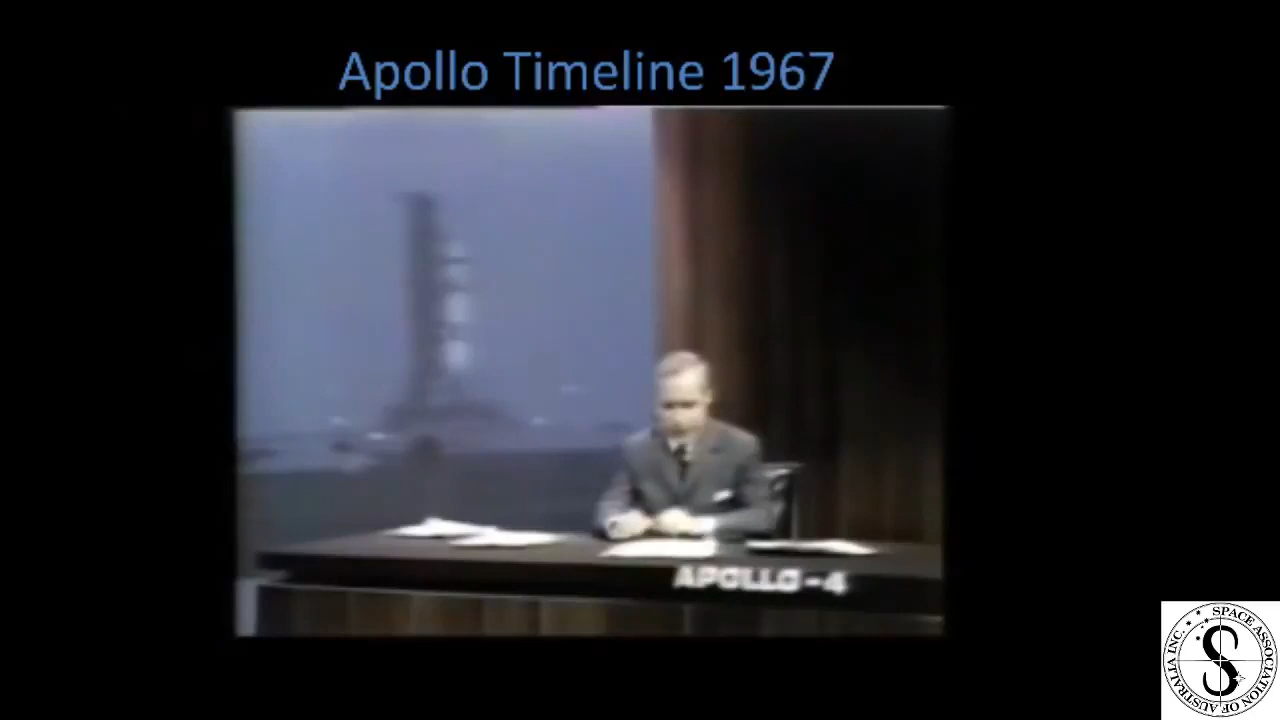 Apollo Timeline 1967
APOLLO-4
SPACE ASSOCIATION OF AUSTRALIA INC.
S